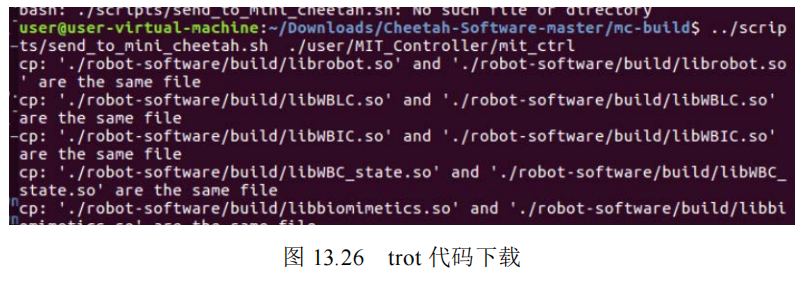 bash: ./scripts/send_to_mini_cheetah.sh: No such file or directory
user@user-virtual-machine:~/Downloads/Cheetah-Software-master/mc-build$ ../scrip
ts/send_to_mini_cheetah.sh ./user/MIT_Controller/mit_ctrl
cp: './robot-software/build/librobot.so' and './robot-software/build/librobot.so
' are the same file
cp: './robot-software/build/libWBLC.so' and './robot-software/build/libWBLC.so'
are the same file
cp: './robot-software/build/libWBIC.so' and './robot-software/build/libWBIC.so'
are the same file
cp: './robot-software/build/libWBC_state.so' and './robot-software/build/libWBC_
state.so' are the same file
cp: './robot-software/build/libbiomimetics.so' and './robot-software/build/libbi
omimetics.so' are the same file
图 13.26 trot 代码下载